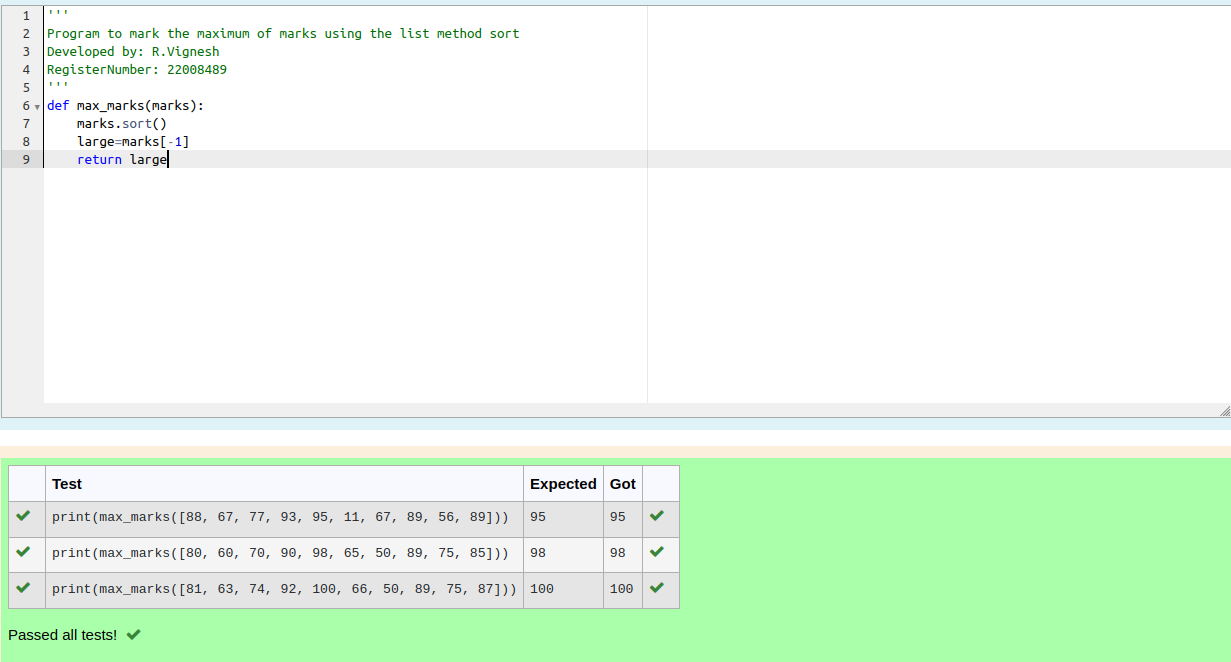 1 '''
2 Program to mark the maximum of marks using the list method sort
3 Developed by: R.Vignesh
4 RegisterNumber: 22008489
5 '''
6 def max_marks(marks):
7     marks.sort()
8     large=marks[-1]
9     return large
Test Expected Got
print(max_marks([88, 67, 77, 93, 95, 11, 67, 89, 56, 89])) 95 95
print(max_marks([80, 60, 70, 90, 98, 65, 50, 89, 75, 85])) 98 98
print(max_marks([81, 63, 74, 92, 100, 66, 50, 89, 75, 87])) 100 100
Passed all tests!